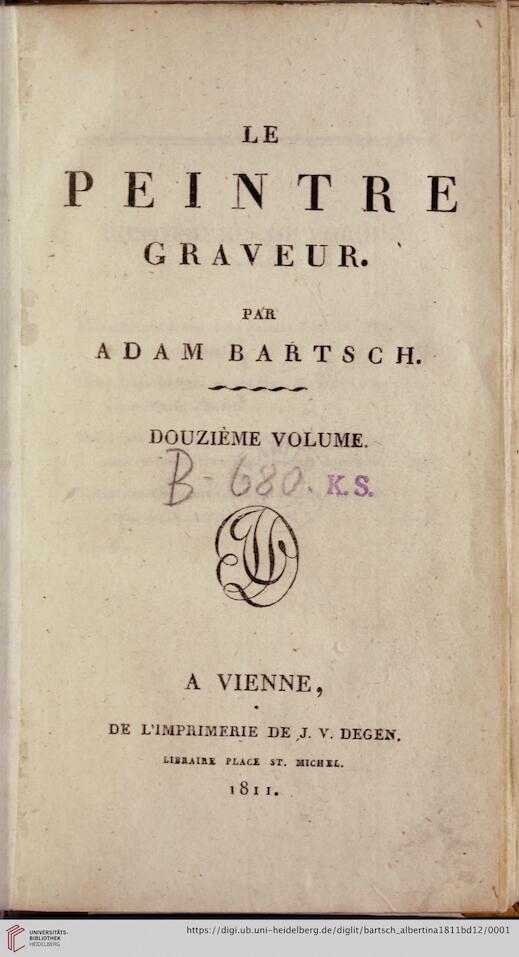 LE
PEINTRE
GRAVEUR.
PAR
ADAM BARTSCH.
DOUZIÈME VOLUME.
B-680. K.S.
A VIENNE,
DE L'IMPRIMERIE DE J. V. DEGEN.
LIBRAIRE PLACE ST. MICHEL.
1811.
UNIVERSITÄTS-
BIBLIOTHEK
HEIDELBERG
https://digi.ub.uni-heidelberg.de/diglit/bartsch_albertina1811bd12/0001